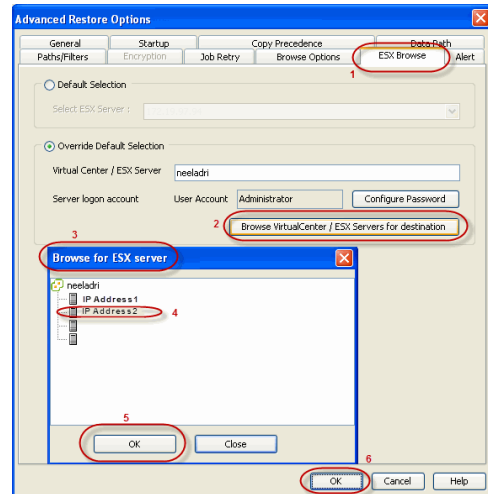 Advanced Restore Options
General Startup Copy Precedence Data Path
Paths/Filters Encryption Job Retry Browse Options ESX Browse Alert
1
Default Selection
Select ESX Server :
Override Default Selection
Virtual Center / ESX Server neeladri
Server logon account User Account Administrator Configure Password
2 Browse VirtualCenter / ESX Servers for destination
3
Browse for ESX server
neeladri
IP Address1
IP Address2 4
5
OK Close
6
OK Cancel Help